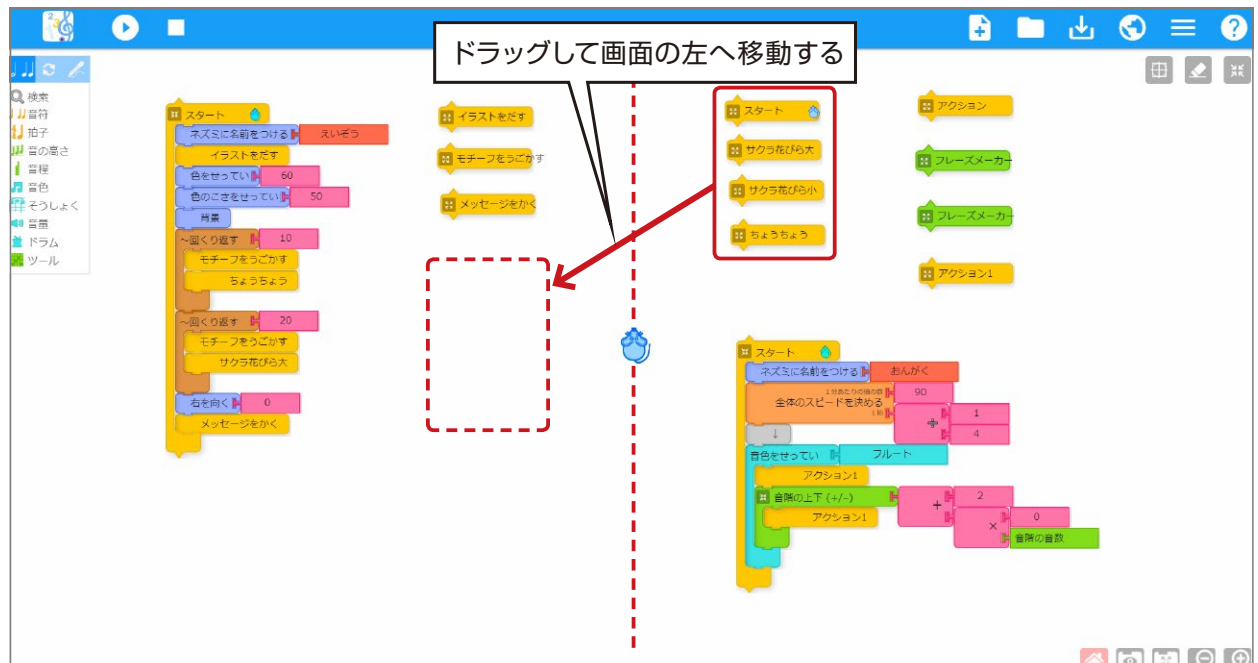 ドラッグして画面の左へ移動する
検索
音符
拍子
音の高さ
音程
音色
そうしょく
音量
ドラム
ツール
スタート
ネズミに名前をつける えいぞう
イラストをだす
色をせってい 60
色のこさをせってい 50
背景
~回くり返す 10
モチーフをうごかす
ちょうちょう
~回くり返す 20
モチーフをうごかす
サクラ花びら大
右を向く 0
メッセージをかく
イラストをだす
モチーフをうごかす
メッセージをかく
スタート
サクラ花びら大
サクラ花びら小
ちょうちょう
アクション
フレーズメーカー
フレーズメーカー
アクション1
スタート
ネズミに名前をつける おんがく
1分あたりの拍の数 90
全体のスピードを決める
1拍 1
÷
4
↓
音色をせってい フルート
アクション1
音階の上下 (+/-) + 2
アクション1
× 0
音階の音数